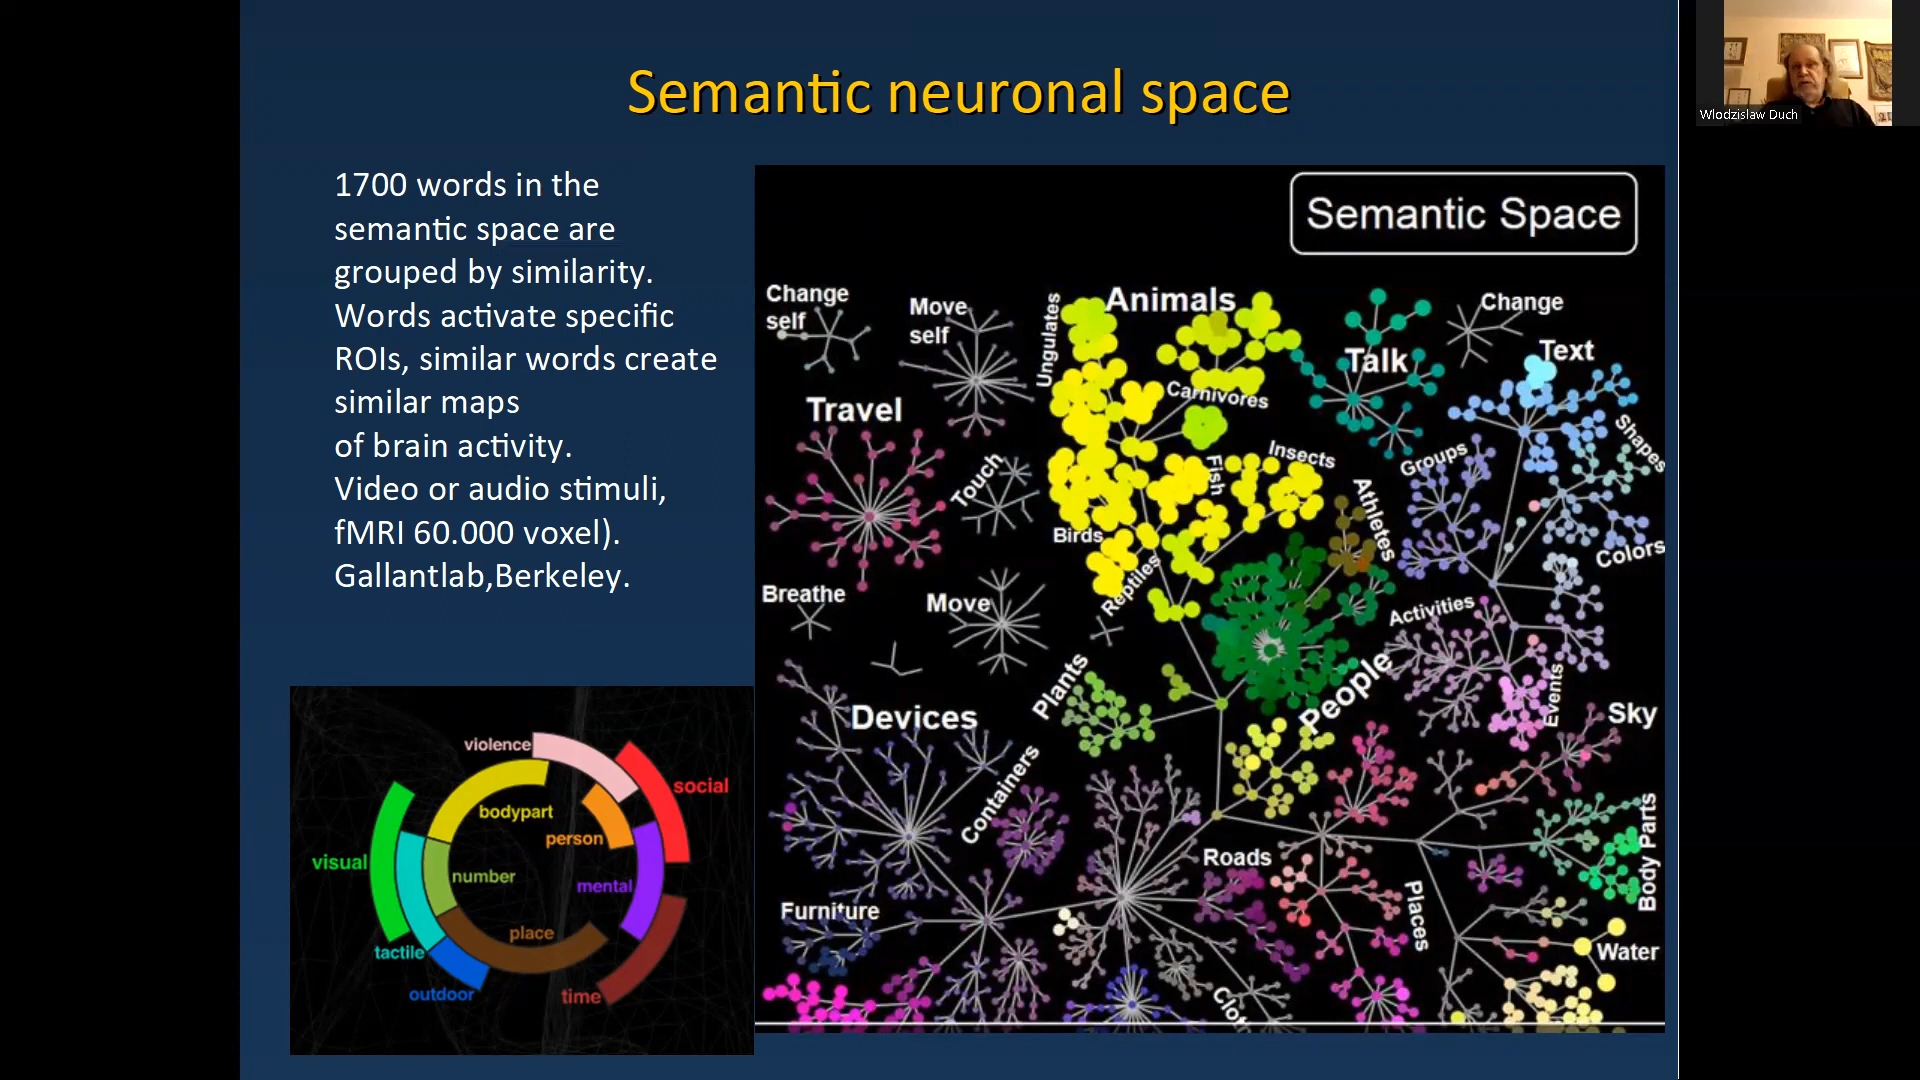 Semantic neuronal space
Wlodzislaw Duch
1700 words in the
semantic space are
grouped by similarity.
Words activate specific
ROIs, similar words create
similar maps
of brain activity.
Video or audio stimuli,
fMRI 60.000 voxel).
Gallantlab,Berkeley.
Semantic Space
Change
self
Move
self
Ungulates
Animals
Carnivores
Talk
Change
Text
Shapes
Travel
Touch
Fish
Insects
Athletes
Groups
Birds
Colors
Breathe
Move
Reptiles
Activities
Plants
People
Events
Sky
Devices
Containers
Body Parts
Roads
Places
Furniture
Water
violence
social
bodypart
person
visual
number
mental
place
tactile
outdoor
time